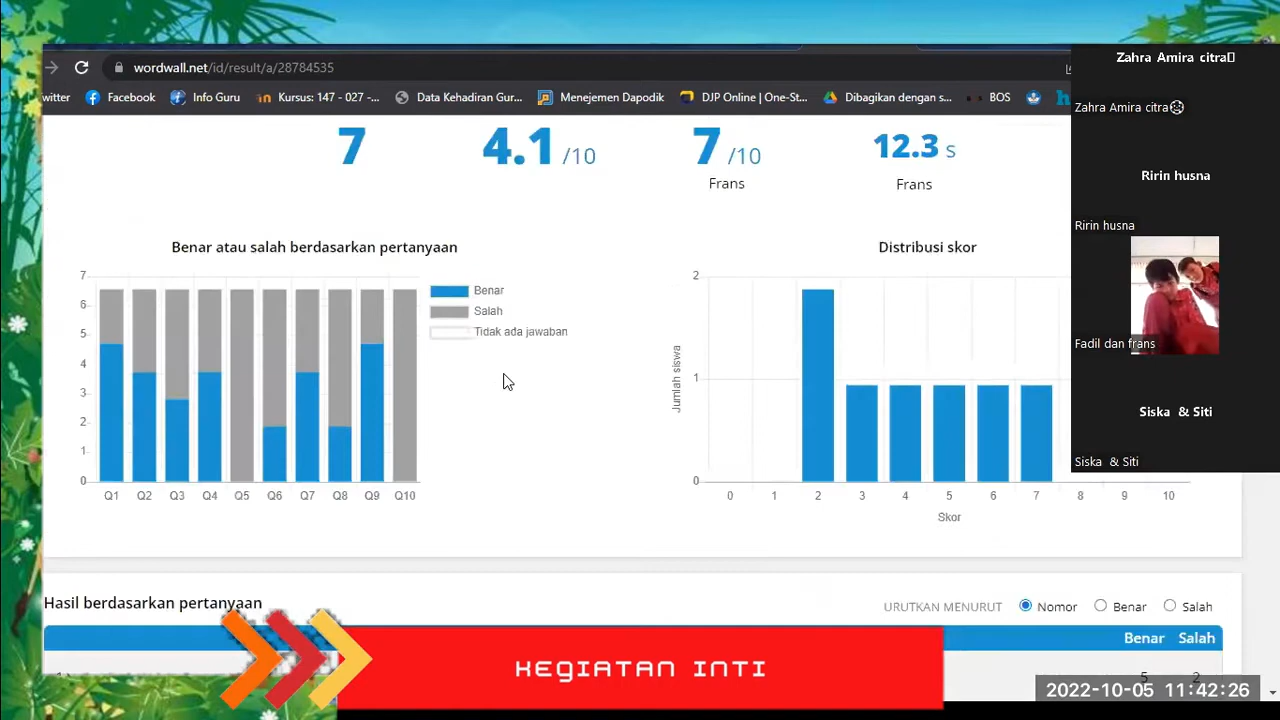 wordwall.net/id/result/a/28784535
witter Facebook Info Guru Kursus: 147 - 027 -... Data Kehadiran Gur... Menejemen Dapodik DJP Online | One-St... Dibagikan dengan s... BOS
7 4.1 /10 7 /10 12.3 s
Frans Frans
Benar atau salah berdasarkan pertanyaan
7
6
5
4
3
2
1
0
Q1 Q2 Q3 Q4 Q5 Q6 Q7 Q8 Q9 Q10
Benar
Salah
Tidak ada jawaban
Distribusi skor
2
1
0
Jumlah siswa
0 1 2 3 4 5 6 7 8 9 10
Skor
Zahra Amira citra
Zahra Amira citra
Ririn husna
Ririn husna
Fadil dan frans
Siska & Siti
Siska & Siti
Hasil berdasarkan pertanyaan
URUTKAN MENURUT Nomor Benar Salah
Benar Salah
5 2
KEGIATAN INTI
2022-10-05 11:42:26